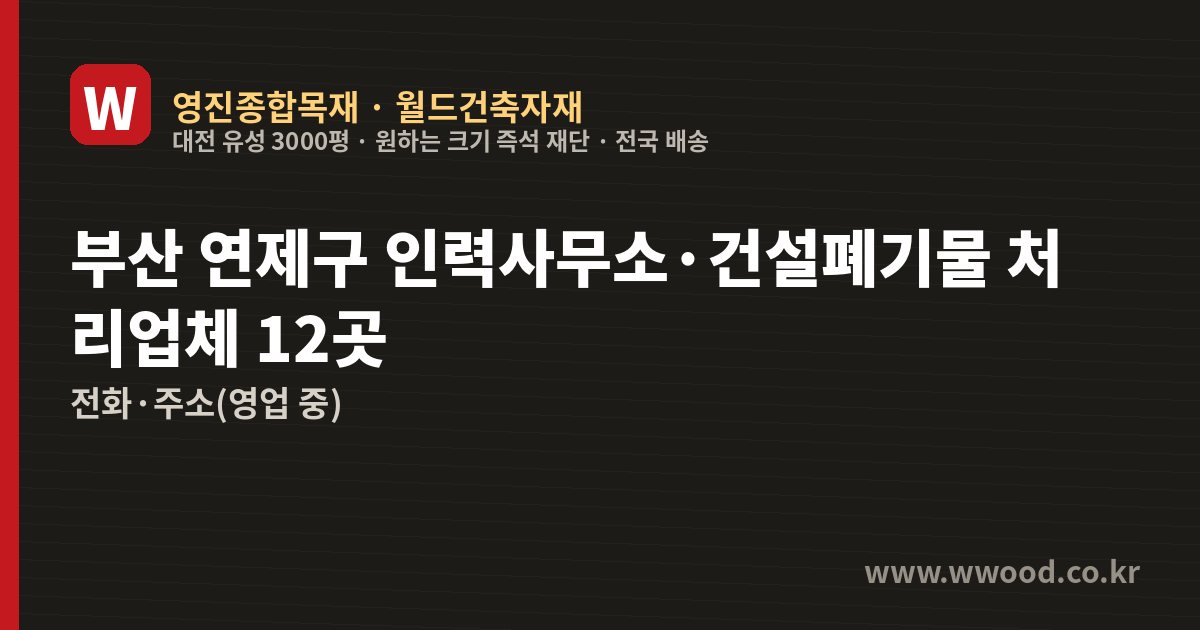 W
영진종합목재 · 월드건축자재
대전 유성 3000평 · 원하는 크기 즉석 재단 · 전국 배송
부산 연제구 인력사무소·건설폐기물 처
리업체 12곳
전화·주소(영업 중)
www.wwood.co.kr